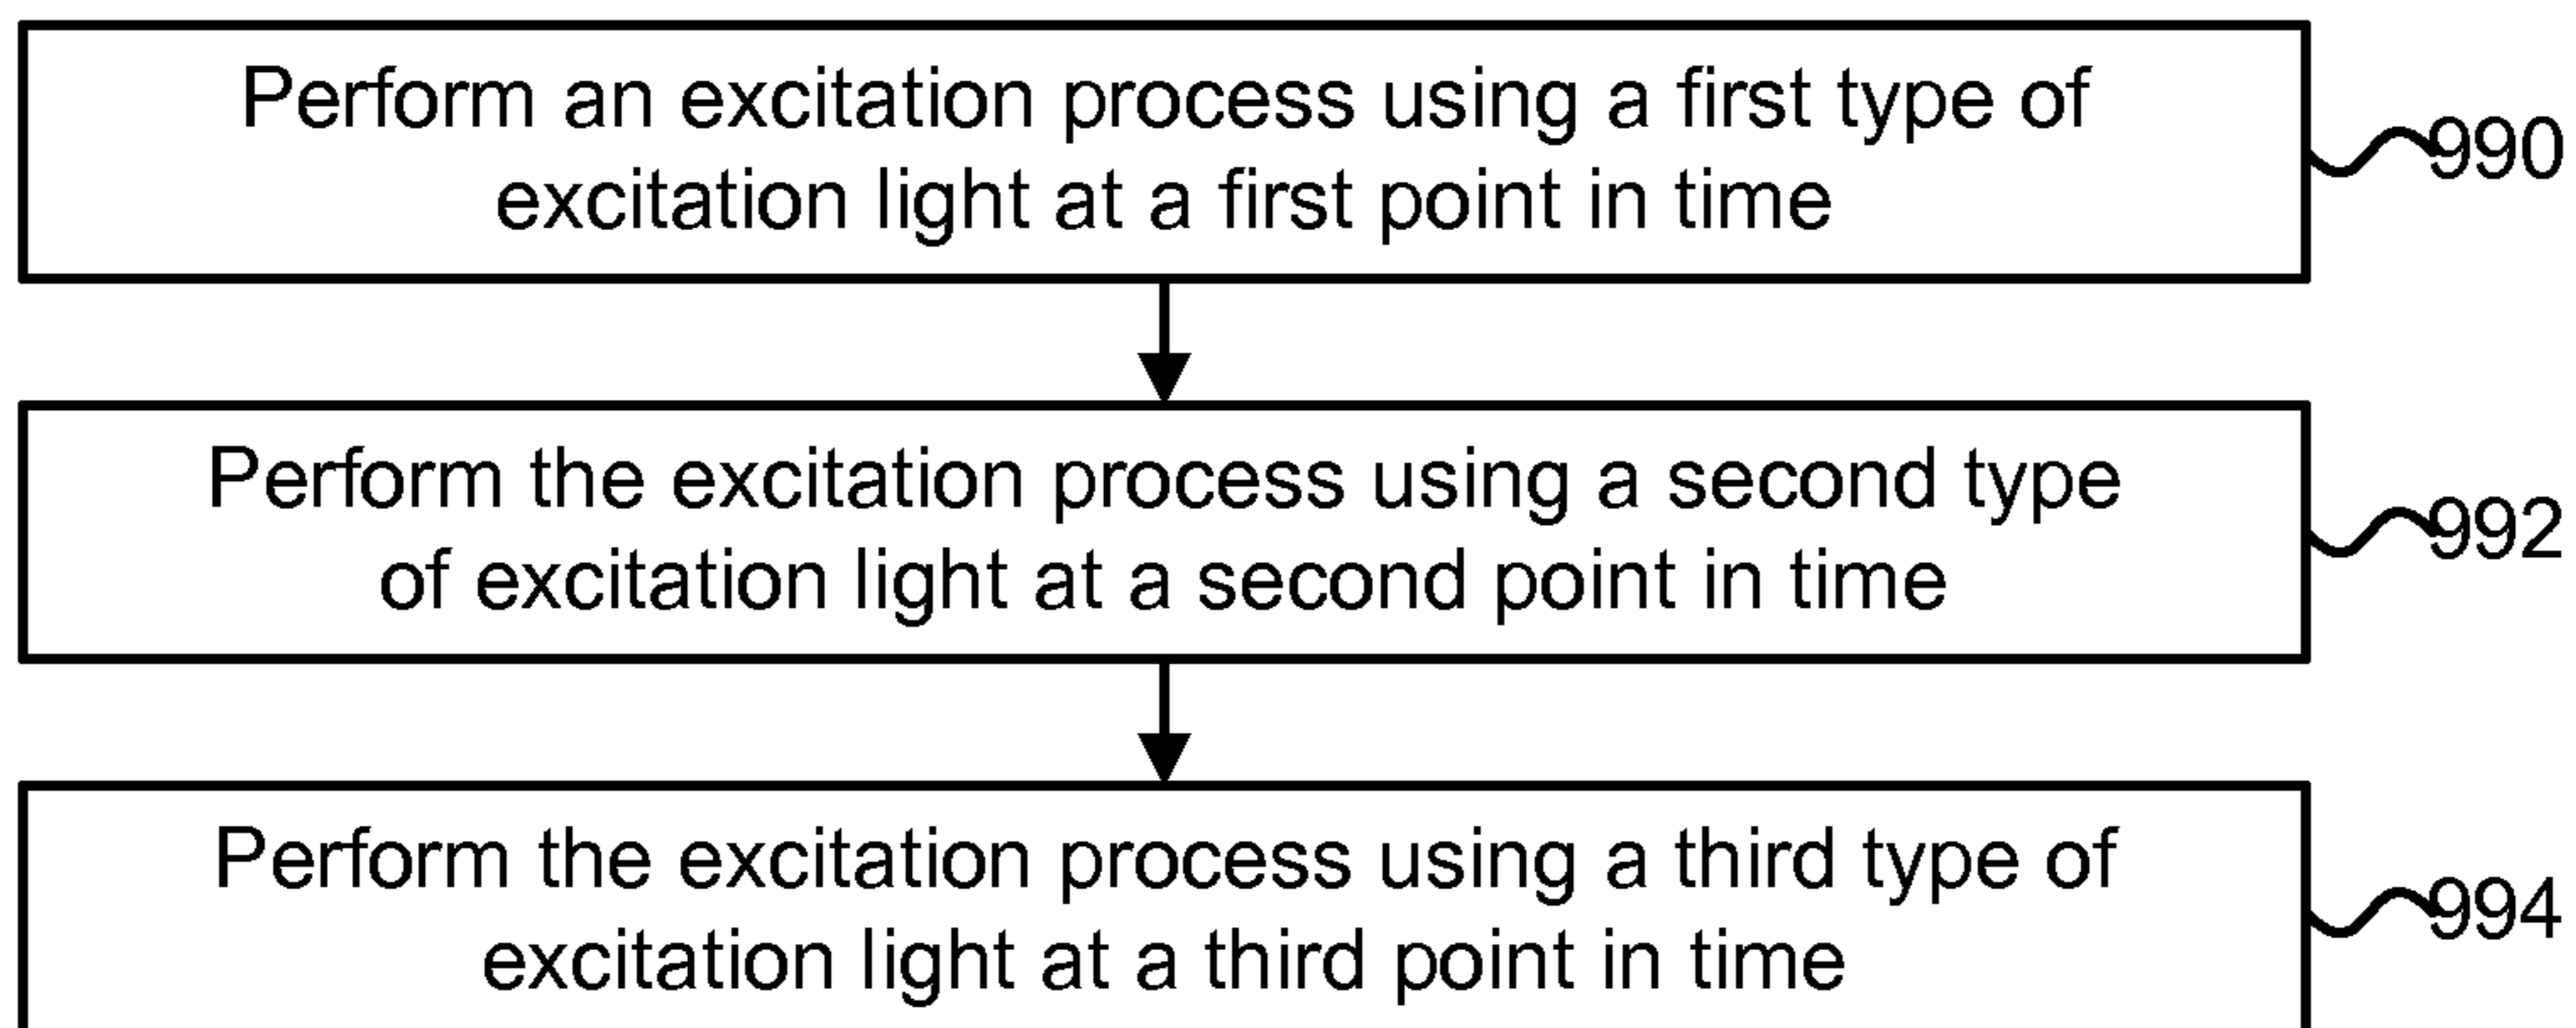 Perform an excitation process using a first type of
excitation light at a first point in time
990
Perform the excitation process using a second type
of excitation light at a second point in time
992
Perform the excitation process using a third type of
excitation light at a third point in time
994